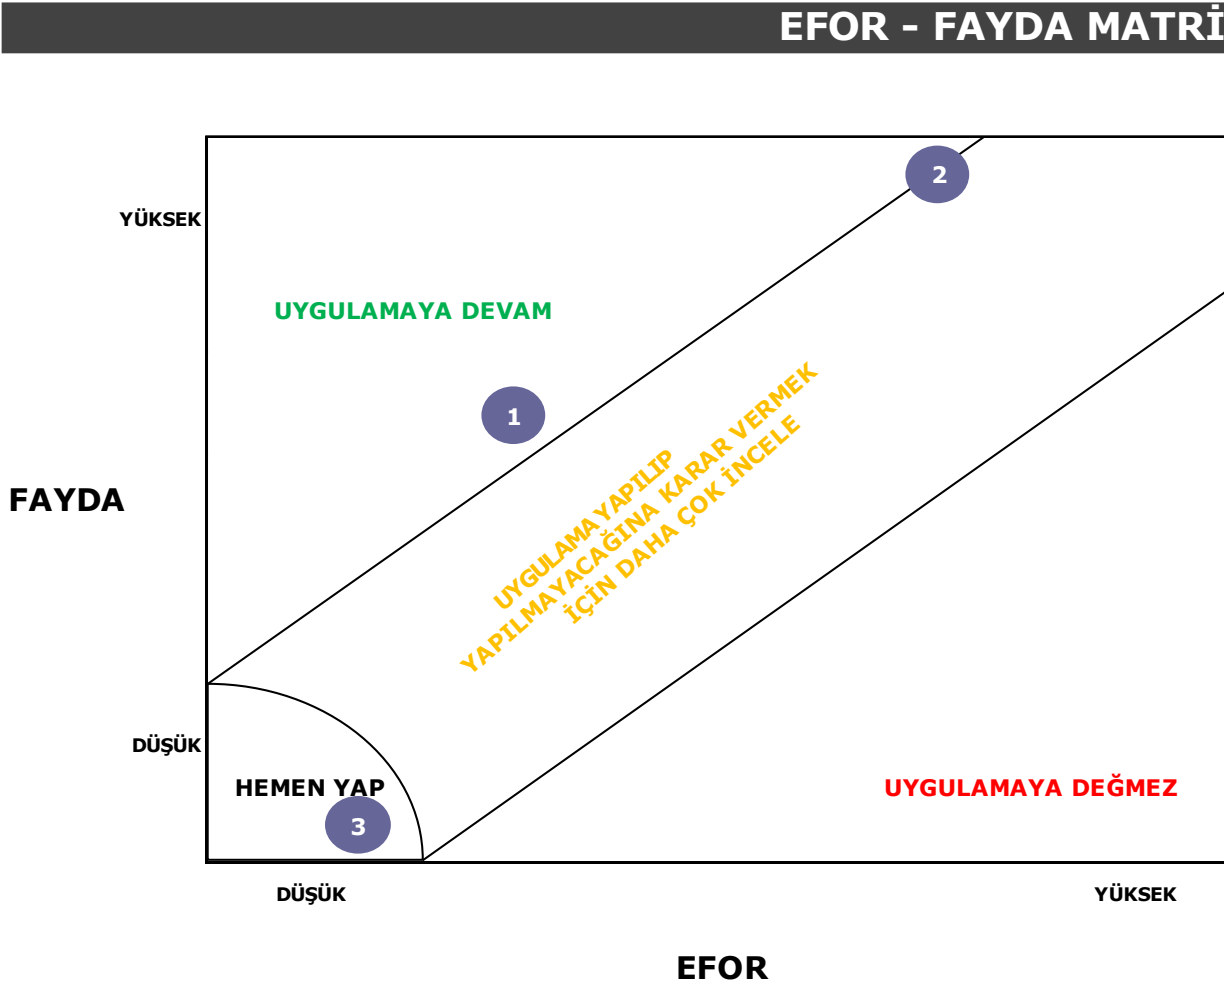 EFOR - FAYDA MATRİ
2
YÜKSEK
UYGULAMAYA DEVAM
1
UYGULAMA YAPILIP
YAPILMAYACAĞINA KARAR VERMEK
İÇİN DAHA ÇOK İNCELE
FAYDA
DÜŞÜK
HEMEN YAP
UYGULAMAYA DEĞMEZ
3
DÜŞÜK
YÜKSEK
EFOR